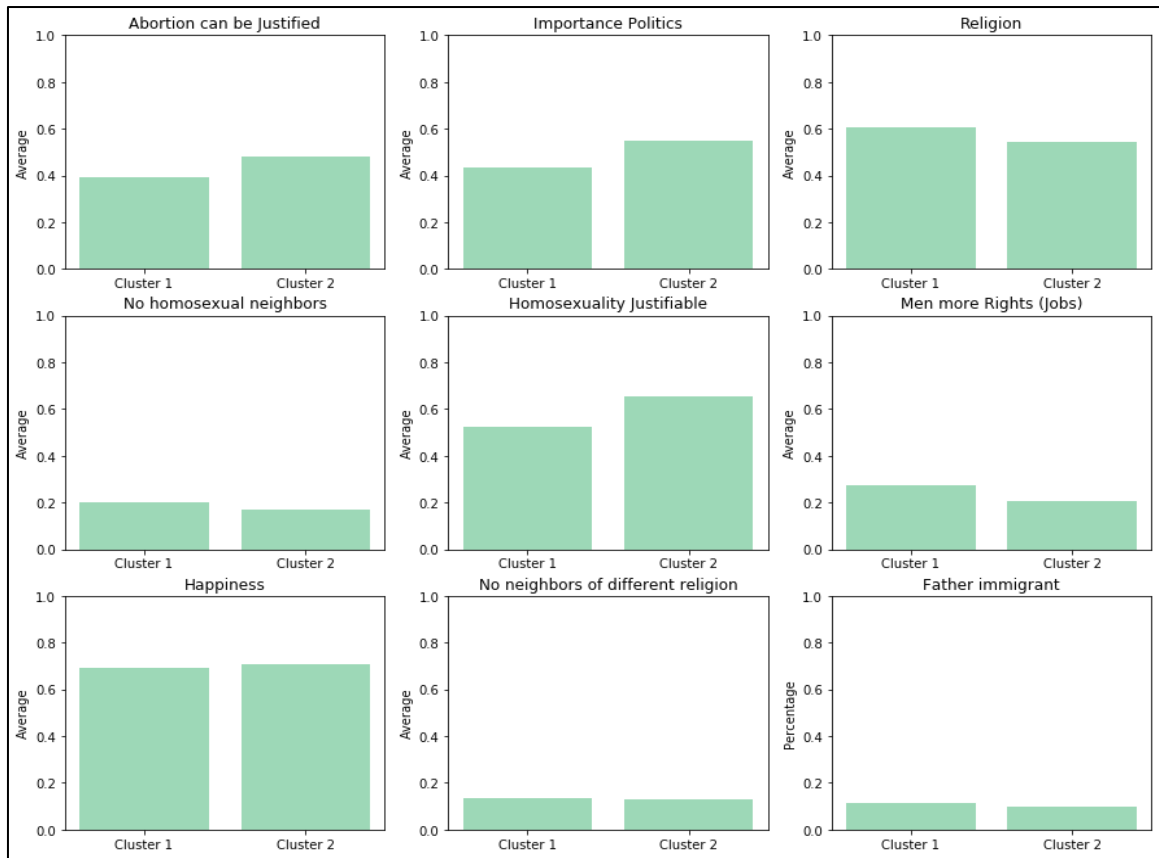 Abortion can be Justified
1.0
0.8
0.6
0.4
0.2
0.0
Average
Cluster 1 Cluster 2
Importance Politics
1.0
0.8
0.6
0.4
0.2
0.0
Average
Cluster 1 Cluster 2
Religion
1.0
0.8
0.6
0.4
0.2
0.0
Average
Cluster 1 Cluster 2
No homosexual neighbors
1.0
0.8
0.6
0.4
0.2
0.0
Average
Cluster 1 Cluster 2
Homosexuality Justifiable
1.0
0.8
0.6
0.4
0.2
0.0
Average
Cluster 1 Cluster 2
Men more Rights (Jobs)
1.0
0.8
0.6
0.4
0.2
0.0
Average
Cluster 1 Cluster 2
Happiness
1.0
0.8
0.6
0.4
0.2
0.0
Average
Cluster 1 Cluster 2
No neighbors of different religion
1.0
0.8
0.6
0.4
0.2
0.0
Average
Cluster 1 Cluster 2
Father immigrant
1.0
0.8
0.6
0.4
0.2
0.0
Percentage
Cluster 1 Cluster 2